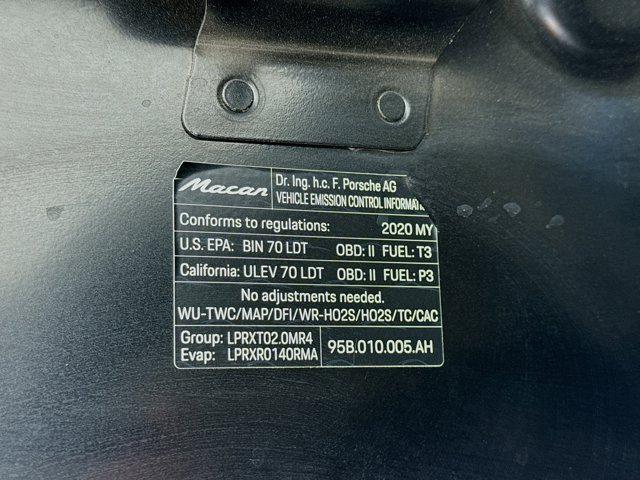 Macan
Dr. Ing. h.c. F. Porsche AG
VEHICLE EMISSION CONTROL
Conforms to regulations: 2020 MY
U.S. EPA: BIN 70 LDT OBD: II FUEL: T3
California: ULEV 70 LDT OBD: II FUEL: P3
No adjustments needed.
WU-TWC/MAP/DFI/WR-HO2S/HO2S/TC/CAC
Group: LPRXT02.0MR4
Evap: LPRXR0140RMA
95B.010.005.AH